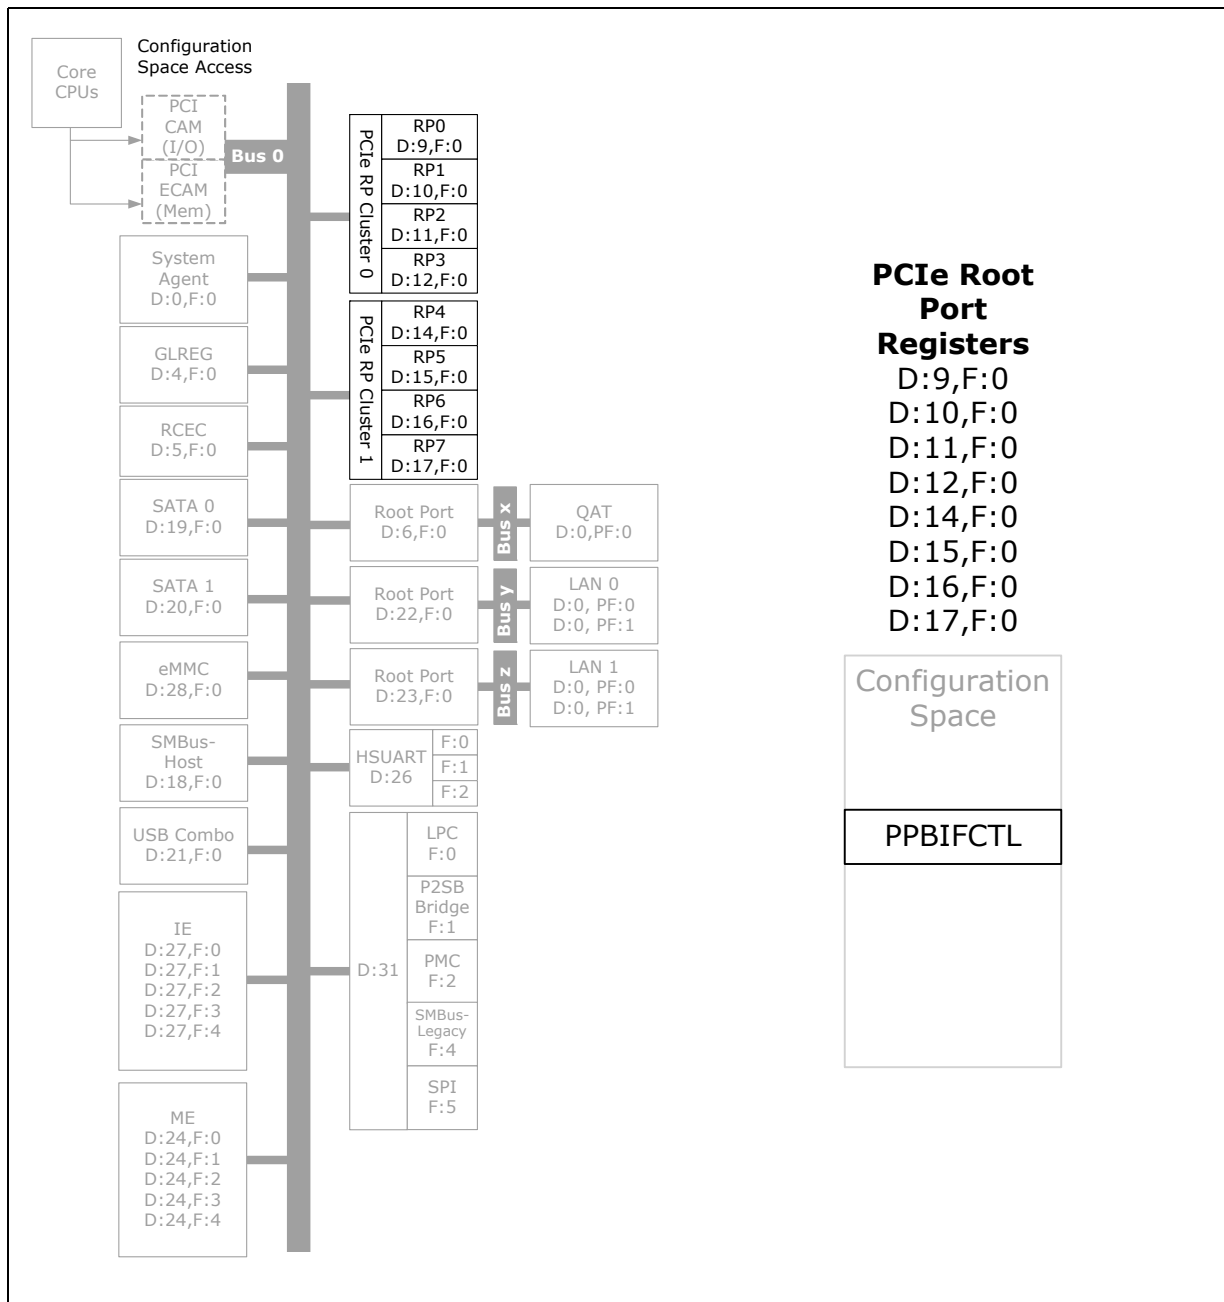 Core
CPUs
Configuration
Space Access
PCI
CAM
(I/O)
PCI
ECAM
(Mem)
Bus 0
System
Agent
D:0,F:0
GLREG
D:4,F:0
RCEC
D:5,F:0
SATA 0
D:19,F:0
SATA 1
D:20,F:0
eMMC
D:28,F:0
SMBus-
Host
D:18,F:0
USB Combo
D:21,F:0
IE
D:27,F:0
D:27,F:1
D:27,F:2
D:27,F:3
D:27,F:4
ME
D:24,F:0
D:24,F:1
D:24,F:2
D:24,F:3
D:24,F:4
PCIe RP Cluster 0
RP0
D:9,F:0
RP1
D:10,F:0
RP2
D:11,F:0
RP3
D:12,F:0
PCIe RP Cluster 1
RP4
D:14,F:0
RP5
D:15,F:0
RP6
D:16,F:0
RP7
D:17,F:0
Root Port
D:6,F:0
Bus x
QAT
D:0,PF:0
Root Port
D:22,F:0
Bus y
LAN 0
D:0, PF:0
D:0, PF:1
Root Port
D:23,F:0
Bus z
LAN 1
D:0, PF:0
D:0, PF:1
HSUART
D:26
F:0
F:1
F:2
D:31
LPC
F:0
P2SB
Bridge
F:1
PMC
F:2
SMBus-
Legacy
F:4
SPI
F:5
PCIe Root
Port
Registers
D:9,F:0
D:10,F:0
D:11,F:0
D:12,F:0
D:14,F:0
D:15,F:0
D:16,F:0
D:17,F:0
Configuration
Space
PPBIFCTL